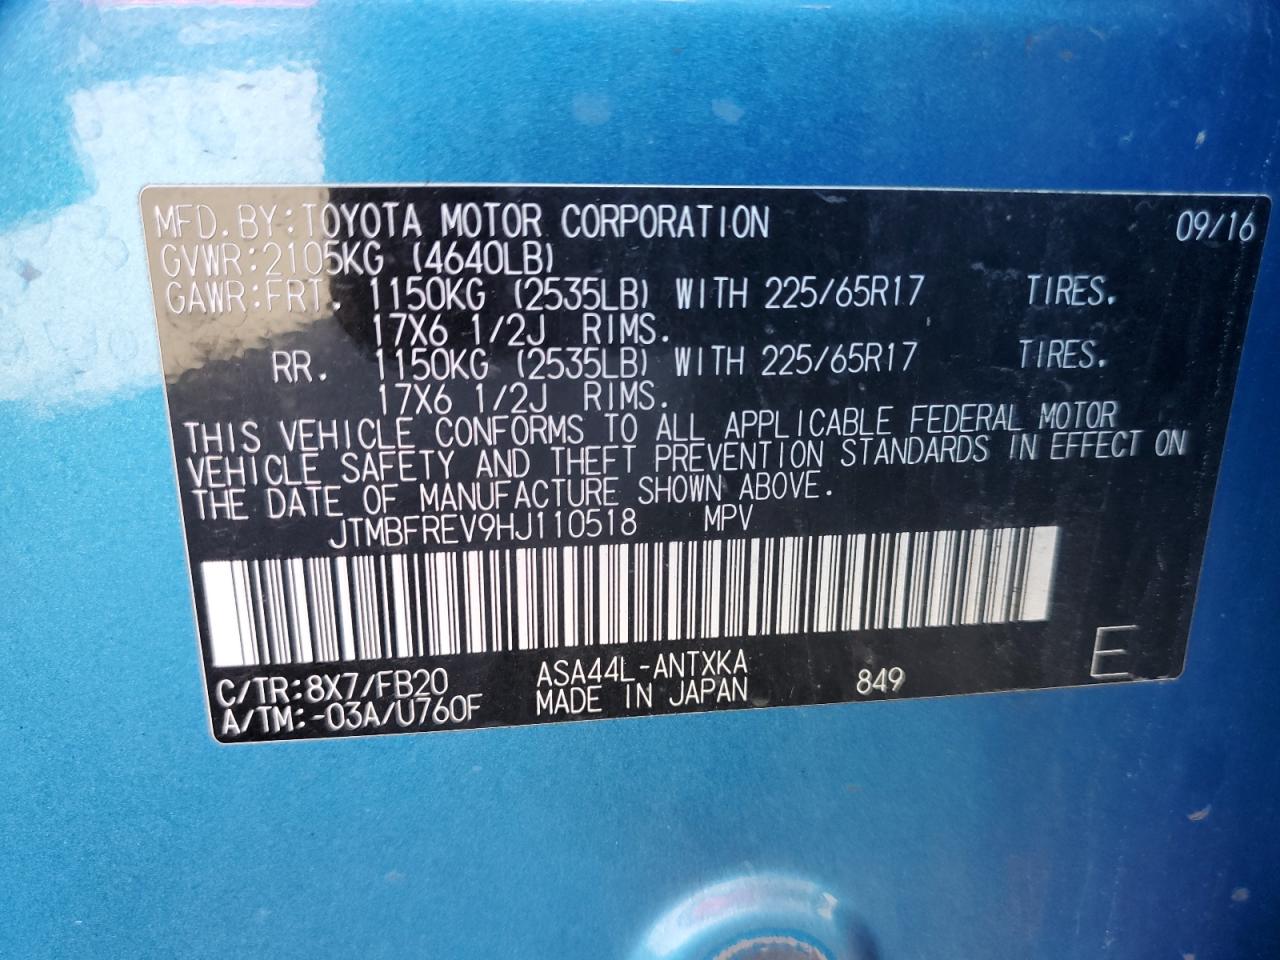 MFD.BY:TOYOTA MOTOR CORPORATION 09/16
GVWR:2105KG (4640LB)
GAWR:FRT. 1150KG (2535LB) WITH 225/65R17 TIRES.
17X6 1/2J RIMS.
RR. 1150KG (2535LB) WITH 225/65R17 TIRES.
17X6 1/2J RIMS.
THIS VEHICLE CONFORMS TO ALL APPLICABLE FEDERAL MOTOR
VEHICLE SAFETY AND THEFT PREVENTION STANDARDS IN EFFECT ON
THE DATE OF MANUFACTURE SHOWN ABOVE.
JTMBFREV9HJ110518 MPV
C/TR:8X7/FB20 ASA44L-ANTXKA 849 E
A/TM:-03A/U760F MADE IN JAPAN